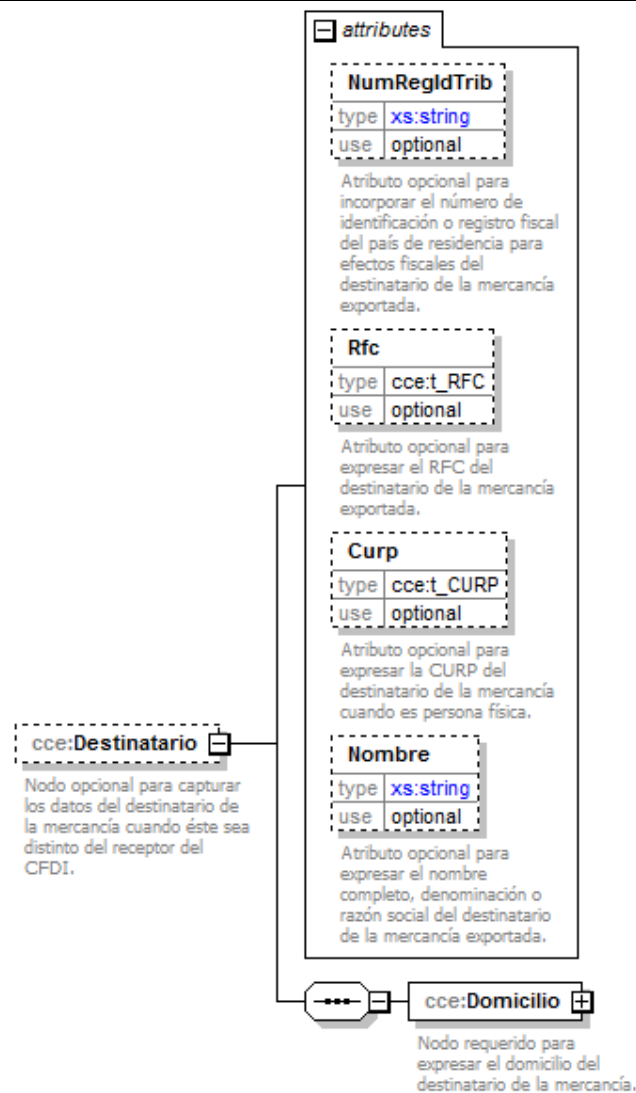 attributes
NumRegIdTrib
type xs:string
use optional
Atributo opcional para
incorporar el número de
identificación o registro fiscal
del país de residencia para
efectos fiscales del
destinatario de la mercancía
exportada.
Rfc
type cce:t_RFC
use optional
Atributo opcional para
expresar el RFC del
destinatario de la mercancía
exportada.
Curp
type cce:t_CURP
use optional
Atributo opcional para
expresar la CURP del
destinatario de la mercancía
cuando es persona física.
Nombre
type xs:string
use optional
Atributo opcional para
expresar el nombre
completo, denominación o
razón social del destinatario
de la mercancía exportada.
cce:Destinatario
Nodo opcional para capturar
los datos del destinatario de
la mercancía cuando éste sea
distinto del receptor del
CFDI.
cce:Domicilio
Nodo requerido para
expresar el domicilio del
destinatario de la mercancía.